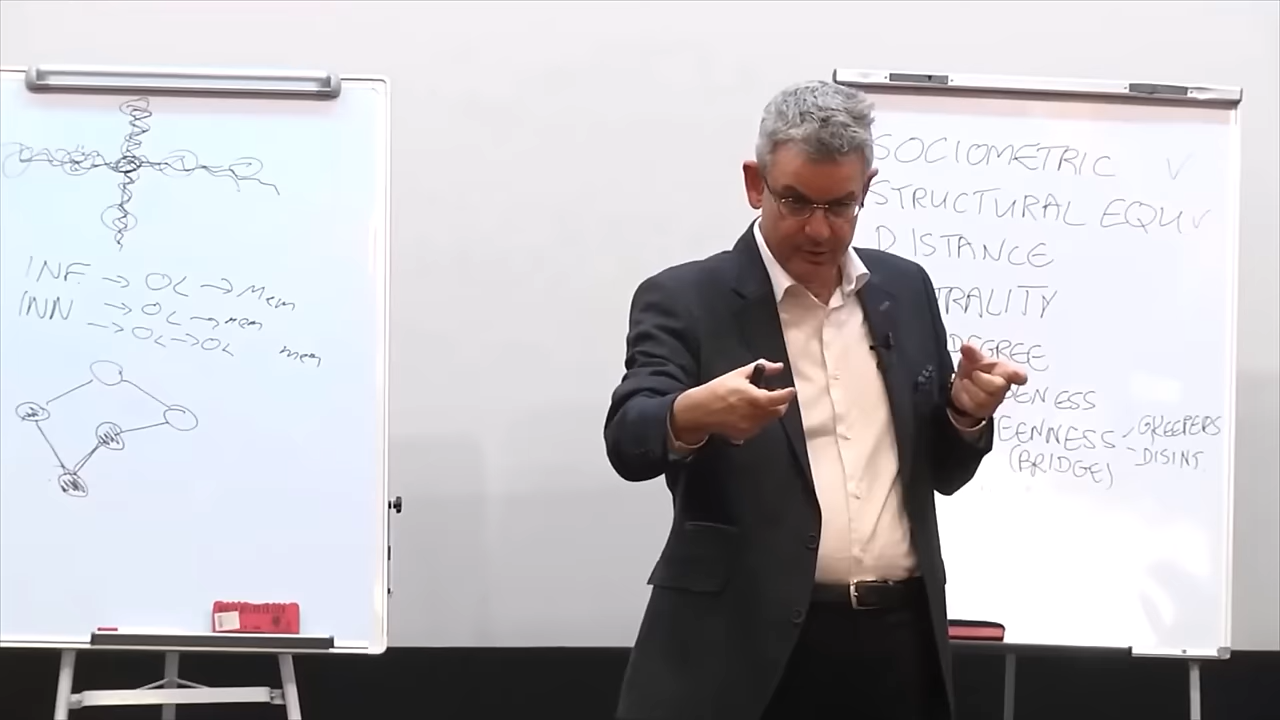 INF. → OL → Mem
INN → OL → mem
→ OL → OL mem
SOCIOMETRIC V
STRUCTURAL EQUV
DISTANCE
TRALITY
DEGREE
ENESS
EENNESS - GKEEPERS
(BRIDGE) - DISINT.